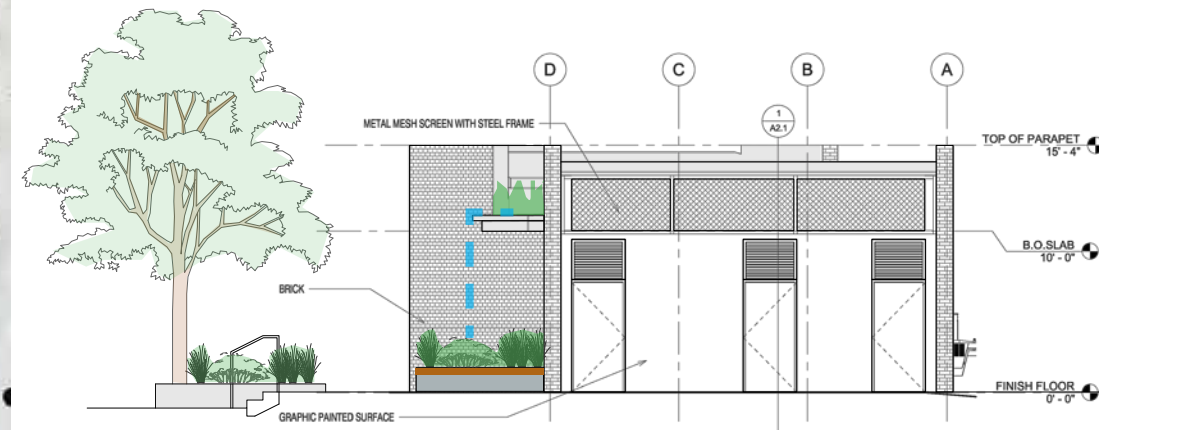 D
C
B
A
1
A2.1
METAL MESH SCREEN WITH STEEL FRAME
TOP OF PARAPET
15' - 4"
B.O.SLAB
10' - 0"
BRICK
FINISH FLOOR
0' - 0"
GRAPHIC PAINTED SURFACE